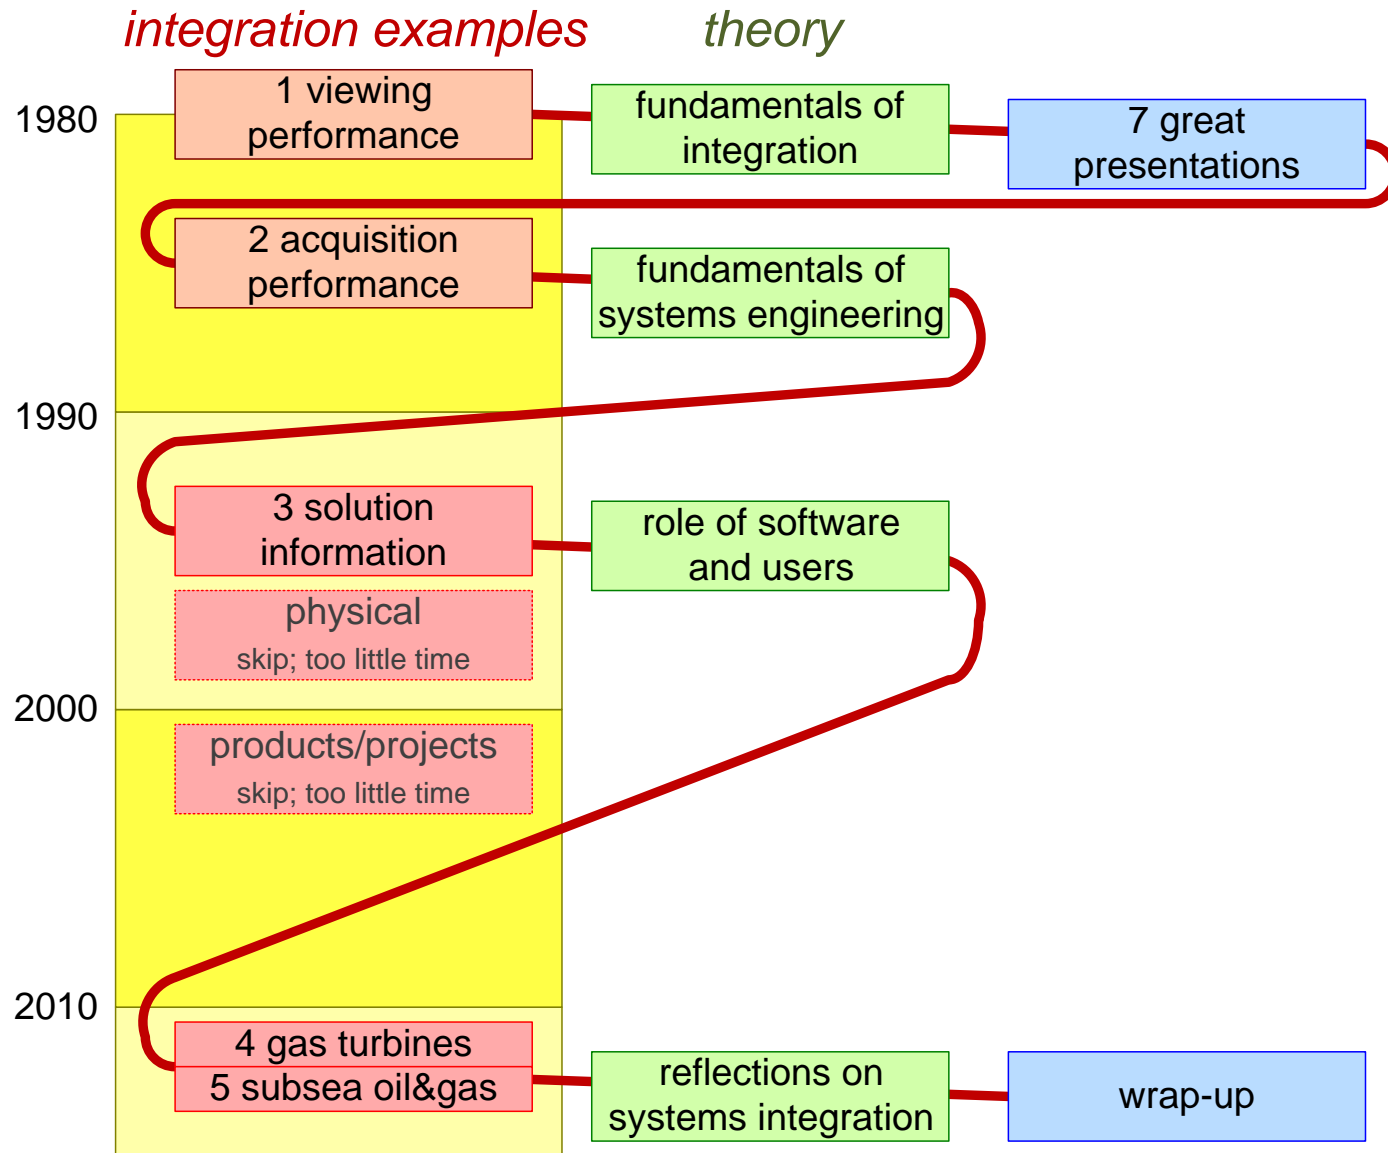 integration examples
theory
1980
1 viewing
performance
fundamentals of
integration
7 great
presentations
2 acquisition
performance
fundamentals of
systems engineering
1990
3 solution
information
role of software
and users
physical
skip; too little time
2000
products/projects
skip; too little time
2010
4 gas turbines
5 subsea oil&gas
reflections on
systems integration
wrap-up